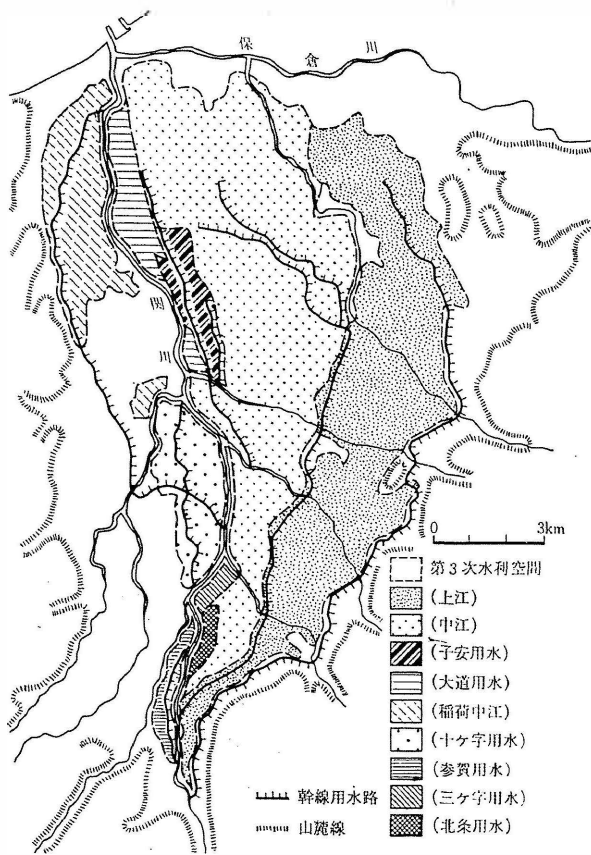 保倉川
関川
0 3km
第3次水利空間
(上江)
(中江)
(子安用水)
(大道用水)
(稲荷中江)
(十ケ字用水)
(参賀用水)
(三ケ字用水)
(北条用水)
幹線用水路
山麓線